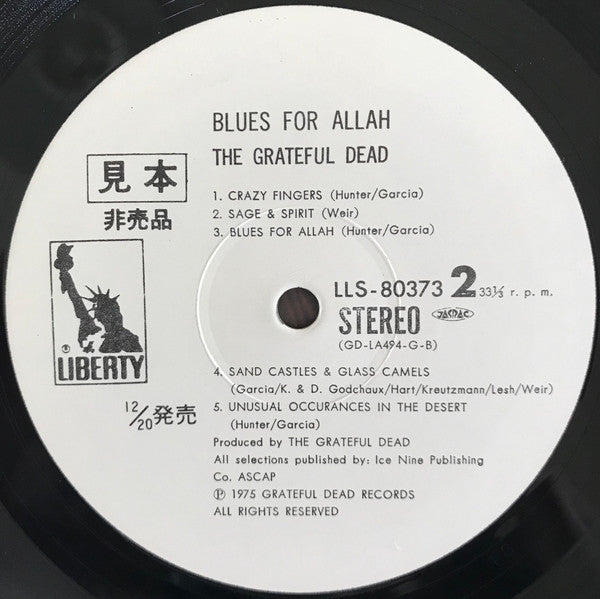 BLUES FOR ALLAH
THE GRATEFUL DEAD
見本
非売品
1. CRAZY FINGERS (Hunter/Garcia)
2. SAGE & SPIRIT (Weir)
3. BLUES FOR ALLAH (Hunter/Garcia)
® LIBERTY
LLS-80373 2 33⅓ r. p. m.
STEREO JASRAC
(GD-LA494-G-B)
4. SAND CASTLES & GLASS CAMELS
(Garcia/K. & D. Godchaux/Hart/Kreutzmann/Lesh/Weir)
12/20発売
5. UNUSUAL OCCURANCES IN THE DESERT
(Hunter/Garcia)
Produced by THE GRATEFUL DEAD
All selections published by: Ice Nine Publishing
Co. ASCAP
Ⓟ 1975 GRATEFUL DEAD RECORDS
ALL RIGHTS RESERVED